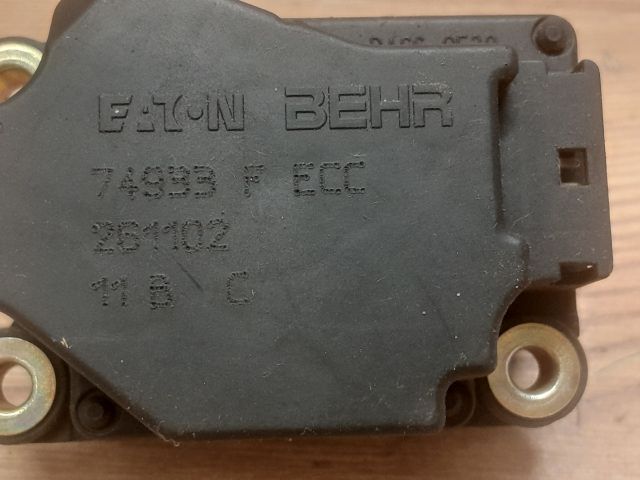 EATON BEHR
74933 F ECC
261102
11 B C